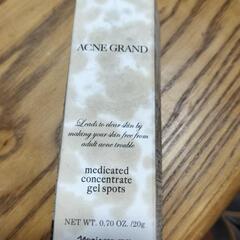 ACNE GRAND
Leads to clear skin by
making your skin free from
adult acne trouble
medicated
concentrate
gel spots
NET WT. 0.70 OZ. /20g